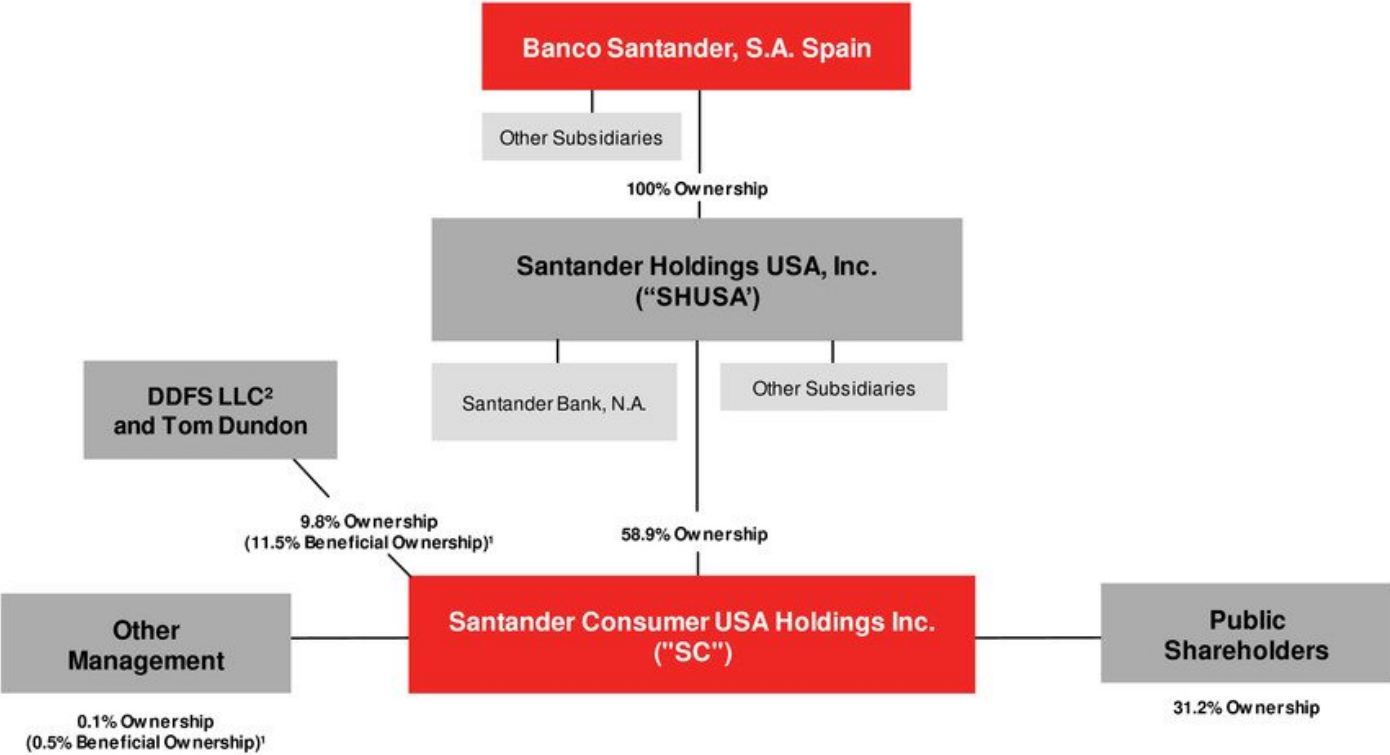 Banco Santander, S.A. Spain
Other Subsidiaries
100% Ownership
Santander Holdings USA, Inc.
(“SHUSA’)
DDFS LLC²
and Tom Dundon
Santander Bank, N.A.
Other Subsidiaries
9.8% Ownership
(11.5% Beneficial Ownership)¹
58.9% Ownership
Other
Management
Santander Consumer USA Holdings Inc.
("SC")
Public
Shareholders
0.1% Ownership
(0.5% Beneficial Ownership)¹
31.2% Ownership